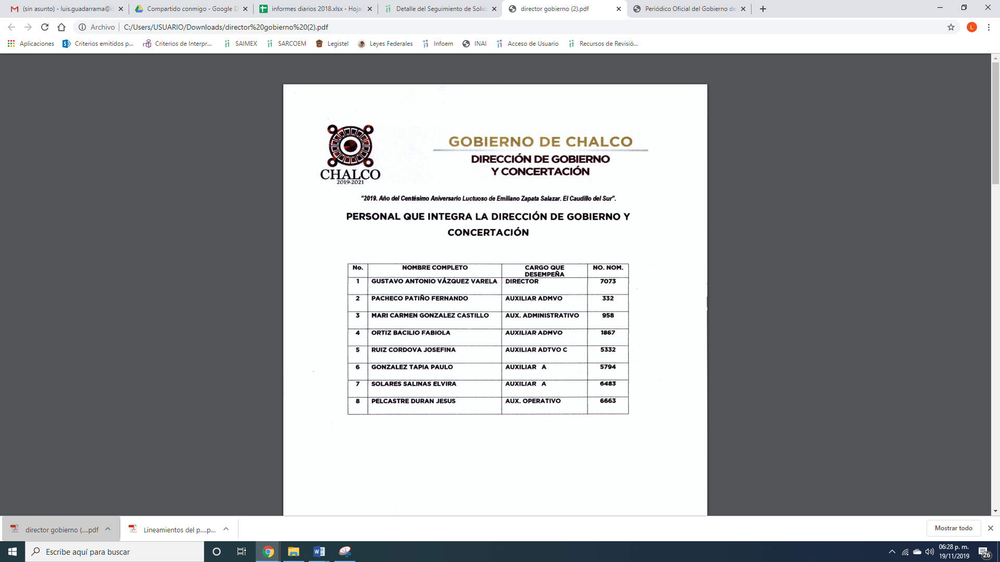 (sin asunto) - luis.guadarrama@it
Compartido conmigo - Google D
informes diarios 2018.xlsx - Hojas
Detalle del Seguimiento de Solici
director gobierno (2).pdf
Periódico Oficial del Gobierno de
Archivo C:/Users/USUARIO/Downloads/director%20gobierno%20(2).pdf
L
Aplicaciones Criterios emitidos p... Criterios de Interpr... SAIMEX SARCOEM Legistel Leyes Federales Infoem INAI Acceso de Usuario Recursos de Revisió...
CHALCO
2019-2021
GOBIERNO DE CHALCO
DIRECCIÓN DE GOBIERNO
Y CONCERTACIÓN
“2019. Año del Centésimo Aniversario Luctuoso de Emiliano Zapata Salazar. El Caudillo del Sur”.
PERSONAL QUE INTEGRA LA DIRECCIÓN DE GOBIERNO Y
CONCERTACIÓN
No. NOMBRE COMPLETO CARGO QUE DESEMPEÑA NO. NOM.
1 GUSTAVO ANTONIO VÁZQUEZ VARELA DIRECTOR 7073
2 PACHECO PATIÑO FERNANDO AUXILIAR ADMVO 332
3 MARI CARMEN GONZALEZ CASTILLO AUX. ADMINISTRATIVO 958
4 ORTIZ BACILIO FABIOLA AUXILIAR ADMVO 1867
5 RUIZ CORDOVA JOSEFINA AUXILIAR ADTVO C 5332
6 GONZALEZ TAPIA PAULO AUXILIAR A 5794
7 SOLARES SALINAS ELVIRA AUXILIAR A 6483
8 PELCASTRE DURAN JESUS AUX. OPERATIVO 6663
director gobierno (....pdf
Lineamientos del p....p...
Mostrar todo
Escribe aquí para buscar
06:28 p. m.
19/11/2019
26